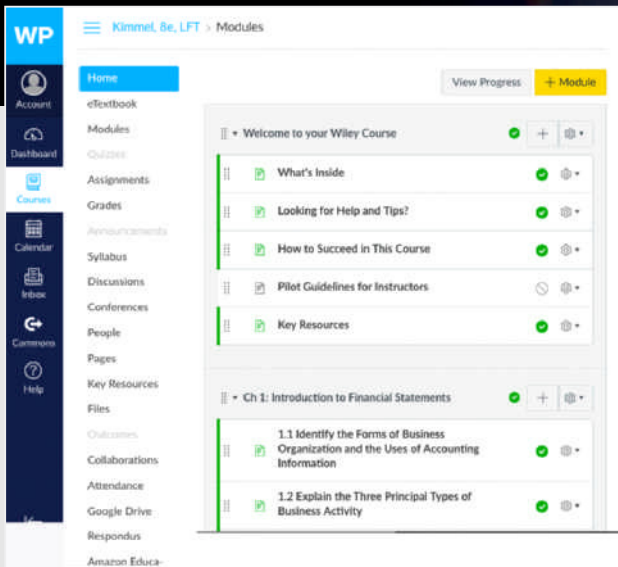 WP
Kimmel, 8e, LFT > Modules
Account
Dashboard
Courses
Calendar
Inbox
Commons
Help
Home
eTextbook
Modules
Quizzes
Assignments
Grades
Announcements
Syllabus
Discussions
Conferences
People
Pages
Key Resources
Files
Outcomes
Collaborations
Attendance
Google Drive
Respondus
Amazon Educa-
View Progress
+ Module
Welcome to your Wiley Course
What's Inside
Looking for Help and Tips?
How to Succeed in This Course
Pilot Guidelines for Instructors
Key Resources
Ch 1: Introduction to Financial Statements
1.1 Identify the Forms of Business
Organization and the Uses of Accounting
Information
1.2 Explain the Three Principal Types of
Business Activity